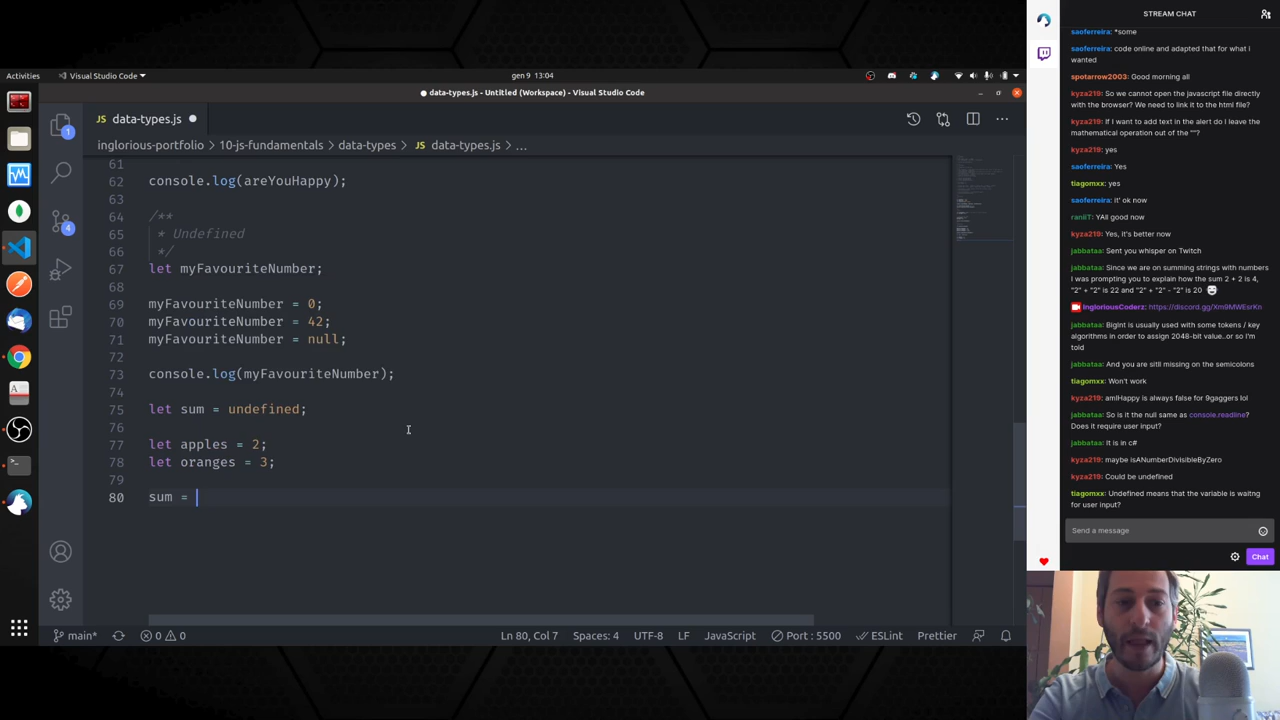 Activities
Visual Studio Code
gen 9 13:04
data-types.js - Untitled (Workspace) - Visual Studio Code
data-types.js
inglorious-portfolio > 10-js-fundamentals > data-types > data-types.js > ...
61
62 console.log(areYouHappy);
63
64 /**
65 * Undefined
66 */
67 let myFavouriteNumber;
68
69 myFavouriteNumber = 0;
70 myFavouriteNumber = 42;
71 myFavouriteNumber = null;
72
73 console.log(myFavouriteNumber);
74
75 let sum = undefined;
76
77 let apples = 2;
78 let oranges = 3;
79
80 sum =
1
4
main*
0 0
Ln 80, Col 7
Spaces: 4
UTF-8
LF
JavaScript
Port : 5500
ESLint
Prettier
STREAM CHAT
saoferreira: *some
saoferreira: code online and adapted that for what i
wanted
spotarrow2003: Good morning all
kyza219: So we cannot open the javascript file directly
with the browser? We need to link it to the html file?
kyza219: If I want to add text in the alert do I leave the
mathematical operation out of the ""?
kyza219: yes
saoferreira: Yes
tiagomxx: yes
saoferreira: it' ok now
raniiT: YAll good now
kyza219: Yes, it's better now
jabbataa: Sent you whisper on Twitch
jabbataa: Since we are on summing strings with numbers
I was prompting you to explain how the sum 2 + 2 is 4,
"2" + "2" is 22 and "2" + "2" - "2" is 20
IngloriousCoderz: https://discord.gg/Xm9MWEsrKn
jabbataa: BigInt is usually used with some tokens / key
algorithms in order to assign 2048-bit value..or so I'm
told
jabbataa: And you are sitll missing on the semicolons
tiagomxx: Won't work
kyza219: amIHappy is always false for 9gaggers lol
jabbataa: So is it the null same as console.readline?
Does it require user input?
jabbataa: It is in c#
kyza219: maybe isANumberDivisibleByZero
kyza219: Could be undefined
tiagomxx: Undefined means that the variable is waitng
for user input?
Send a message
Chat